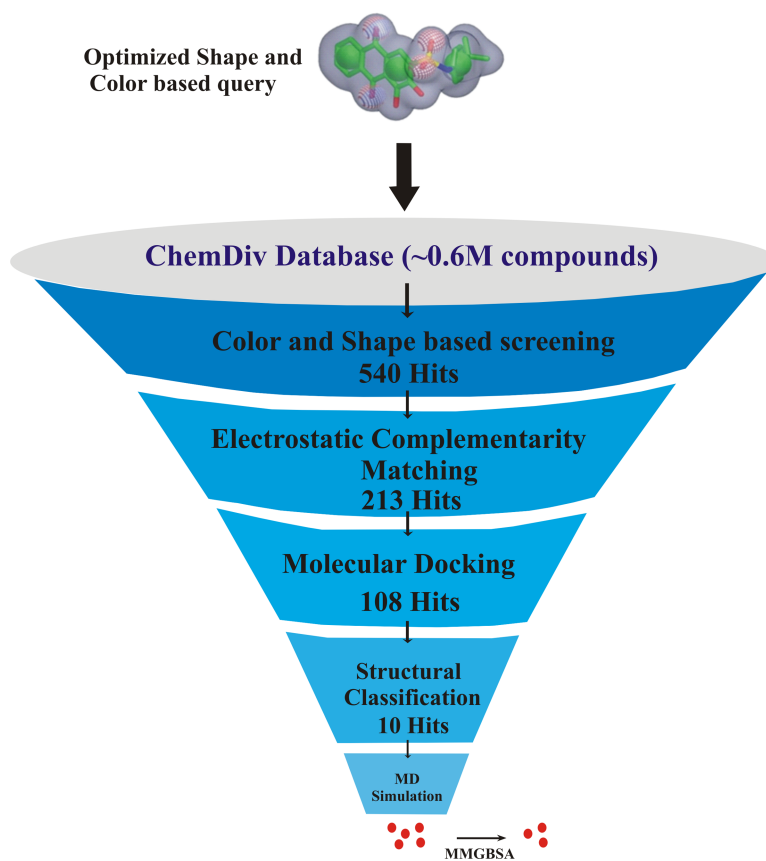 Optimized Shape and
Color based query
ChemDiv Database (~0.6M compounds)
Color and Shape based screening
540 Hits
Electrostatic Complementarity
Matching
213 Hits
Molecular Docking
108 Hits
Structural
Classification
10 Hits
MD
Simulation
MMGBSA